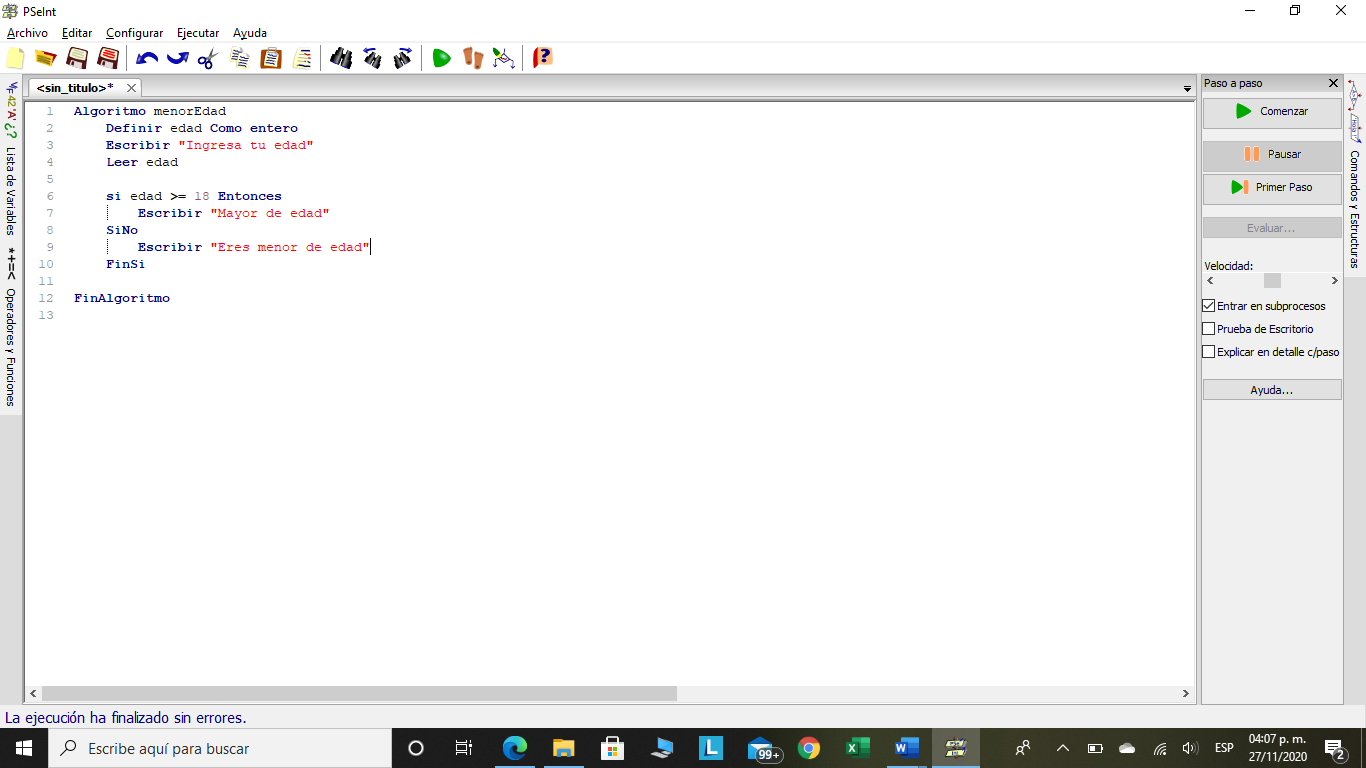 PSeInt
Archivo Editar Configurar Ejecutar Ayuda
<sin_titulo>*
1 Algoritmo menorEdad
2 Definir edad Como entero
3 Escribir "Ingresa tu edad"
4 Leer edad
5
6 si edad >= 18 Entonces
7 Escribir "Mayor de edad"
8 SiNo
9 Escribir "Eres menor de edad"
10 FinSi
11
12 FinAlgoritmo
13
42 'A' ¿? Lista de Variables
*+=< Operadores y Funciones
Paso a paso
Comenzar
Pausar
Primer Paso
Evaluar...
Velocidad:
Entrar en subprocesos
Prueba de Escritorio
Explicar en detalle c/paso
Ayuda...
Comandos y Estructuras
La ejecución ha finalizado sin errores.
Escribe aquí para buscar
L
99+
ESP
04:07 p. m.
27/11/2020
2